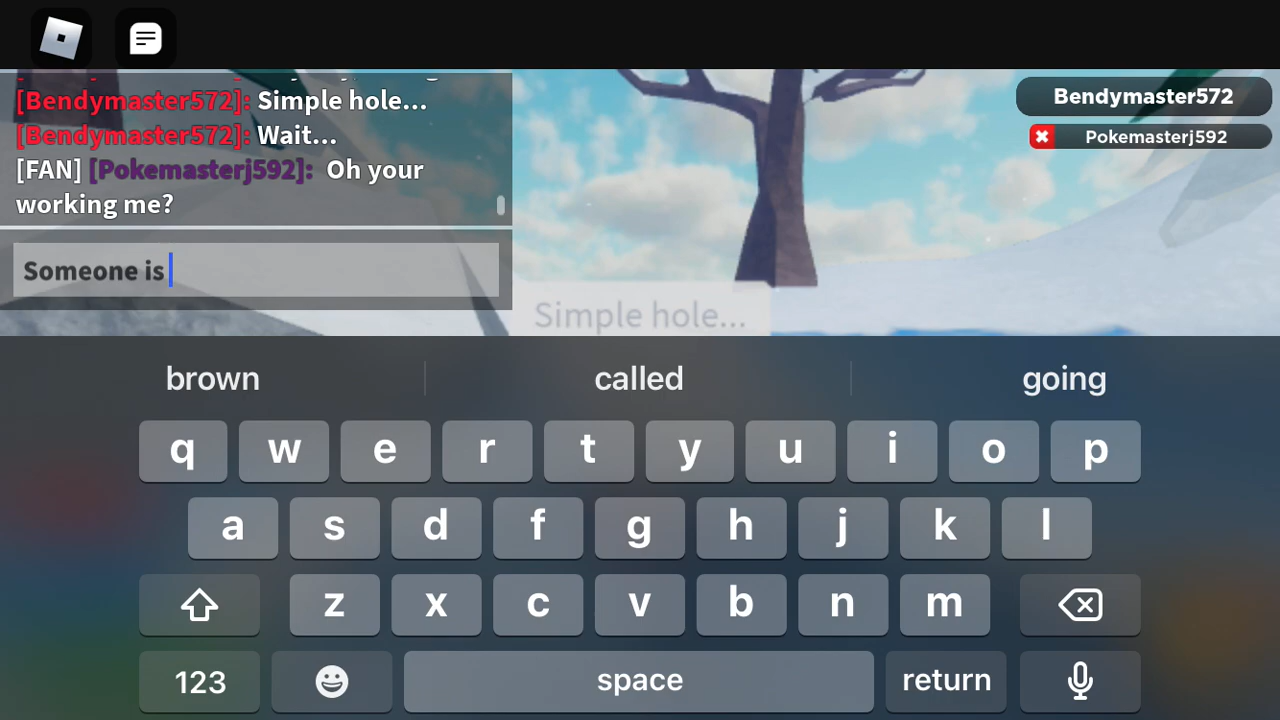 [Bendymaster572]: Simple hole...
[Bendymaster572]: Wait...
[FAN] [Pokemasterj592]: Oh your
working me?
Someone is
Bendymaster572
Pokemasterj592
Simple hole...
brown called going
q w e r t y u i o p
a s d f g h j k l
z x c v b n m
123 space return